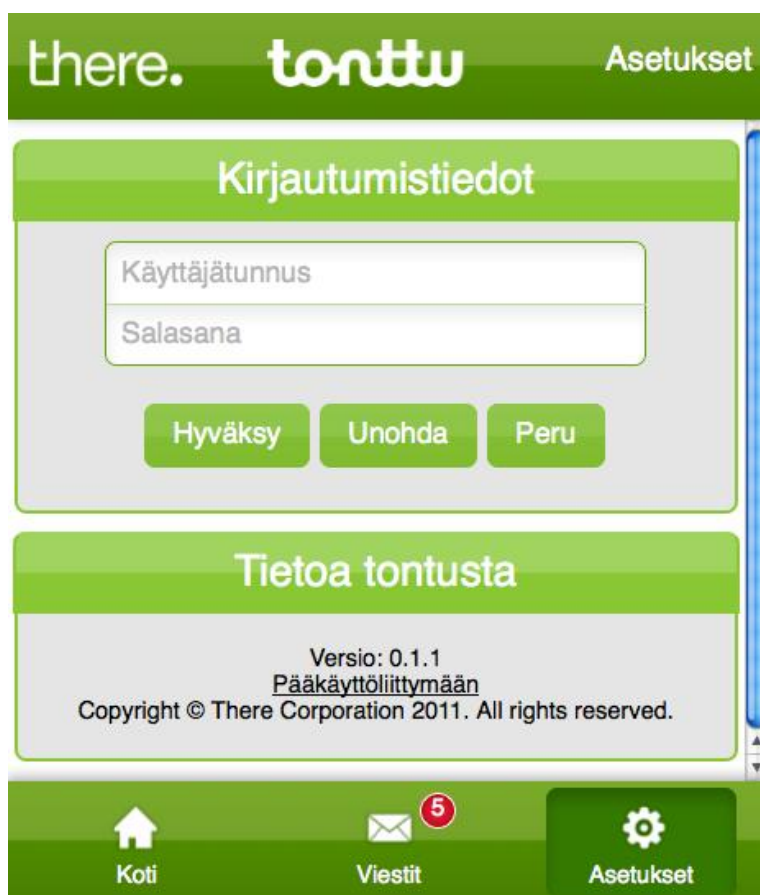 there. tonttu Asetukset
Kirjautumistiedot
Käyttäjätunnus
Salasana
Hyväksy Unohda Peru
Tietoa tontusta
Versio: 0.1.1
Pääkäyttöliittymään
Copyright © There Corporation 2011. All rights reserved.
5
Koti Viestit Asetukset